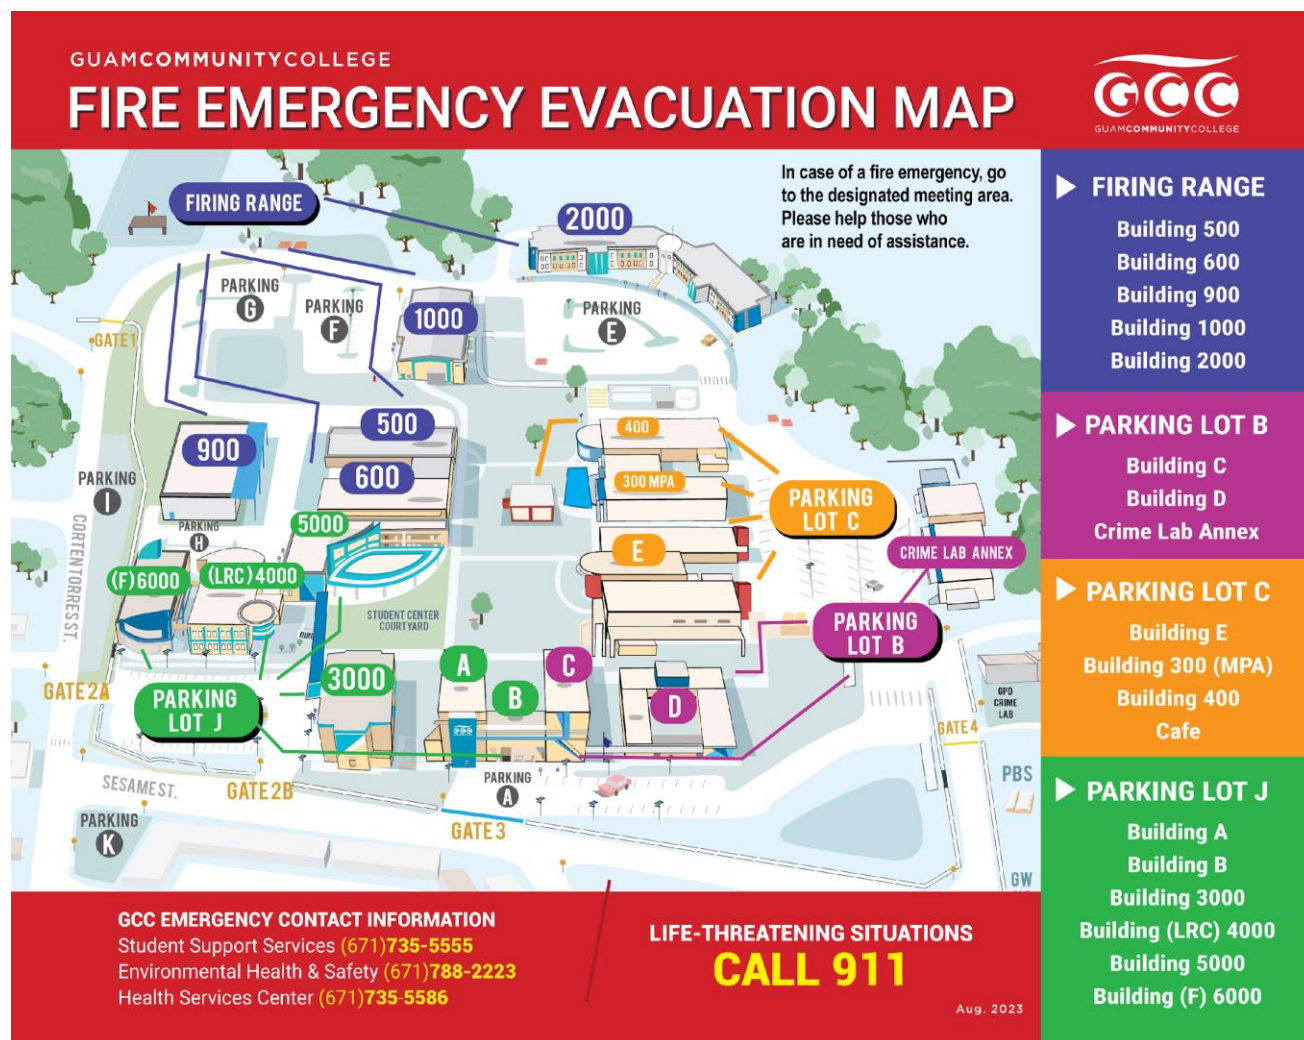 GUAMCOMMUNITYCOLLEGE
FIRE EMERGENCY EVACUATION MAP
GCC
GUAMCOMMUNITYCOLLEGE
In case of a fire emergency, go
to the designated meeting area.
Please help those who
are in need of assistance.
FIRING RANGE
2000
PARKING
G
PARKING
F
1000
PARKING
E
GATE 1
500
400
900
600
300 MPA
PARKING
LOT C
PARKING
I
5000
PARKING
H
E
CRIME LAB ANNEX
(F) 6000
(LRC) 4000
CORTEN TORRES ST.
STUDENT CENTER
COURTYARD
PARKING
LOT B
A
C
3000
GATE 2A
PARKING
LOT J
B
D
GPD
CRIME
LAB
GCC
GATE 4
PARKING
A
PBS
SESAME ST.
GATE 2B
GATE 3
PARKING
K
GW
FIRING RANGE
Building 500
Building 600
Building 900
Building 1000
Building 2000
PARKING LOT B
Building C
Building D
Crime Lab Annex
PARKING LOT C
Building E
Building 300 (MPA)
Building 400
Cafe
PARKING LOT J
Building A
Building B
Building 3000
Building (LRC) 4000
Building 5000
Building (F) 6000
GCC EMERGENCY CONTACT INFORMATION
Student Support Services (671)735-5555
Environmental Health & Safety (671)788-2223
Health Services Center (671)735-5586
LIFE-THREATENING SITUATIONS
CALL 911
Aug. 2023